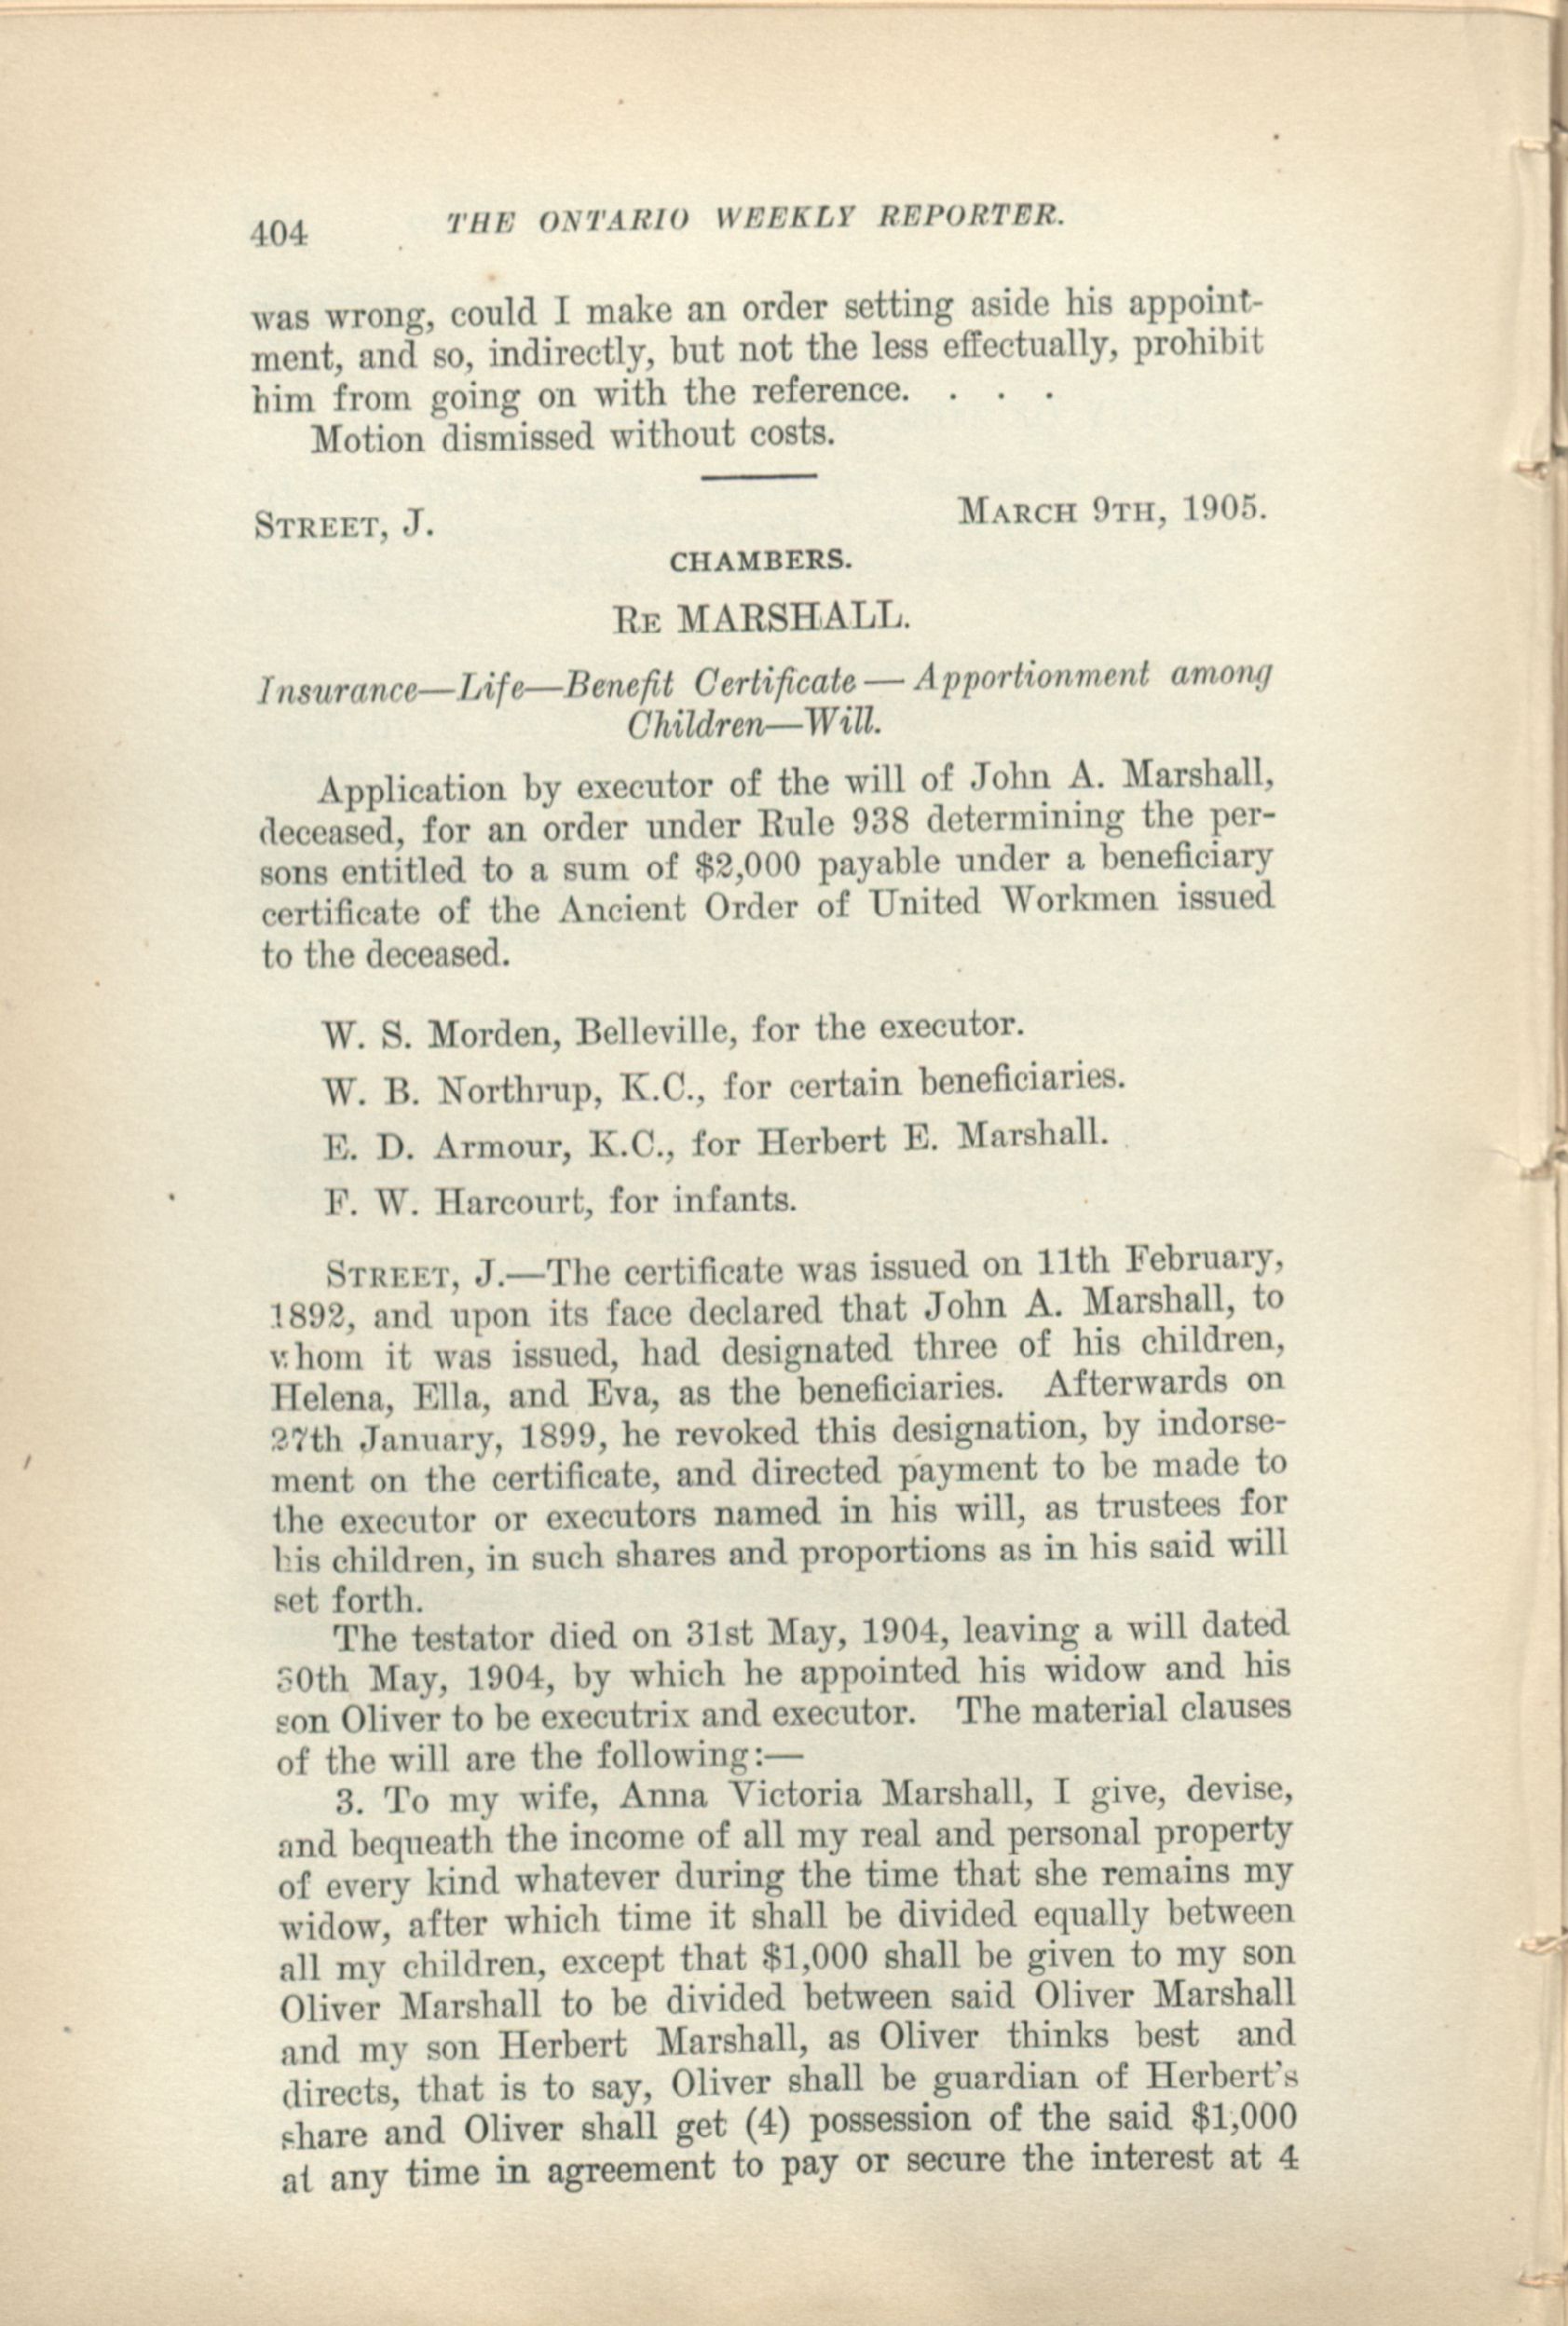 404 THE ONTARIO WEEKLY REPORTER.
was wrong, could I make an order setting aside his appoint-
ment, and so, indirectly, but not the less effectually, prohibit
him from going on with the reference. . . .
Motion dismissed without costs.
STREET, J. MARCH 9TH, 1905.
CHAMBERS.
RE MARSHALL.
Insurance—Life—Benefit Certificate — Apportionment among
Children—Will.
Application by executor of the will of John A. Marshall,
deceased, for an order under Rule 938 determining the per-
sons entitled to a sum of $2,000 payable under a beneficiary
certificate of the Ancient Order of United Workmen issued
to the deceased.
W. S. Morden, Belleville, for the executor.
W. B. Northrup, K.C., for certain beneficiaries.
E. D. Armour, K.C., for Herbert E. Marshall.
F. W. Harcourt, for infants.
STREET, J.—The certificate was issued on 11th February,
1892, and upon its face declared that John A. Marshall, to
whom it was issued, had designated three of his children,
Helena, Ella, and Eva, as the beneficiaries. Afterwards on
27th January, 1899, he revoked this designation, by indorse-
ment on the certificate, and directed payment to be made to
the executor or executors named in his will, as trustees for
his children, in such shares and proportions as in his said will
set forth.
The testator died on 31st May, 1904, leaving a will dated
30th May, 1904, by which he appointed his widow and his
son Oliver to be executrix and executor. The material clauses
of the will are the following:—
3. To my wife, Anna Victoria Marshall, I give, devise,
and bequeath the income of all my real and personal property
of every kind whatever during the time that she remains my
widow, after which time it shall be divided equally between
all my children, except that $1,000 shall be given to my son
Oliver Marshall to be divided between said Oliver Marshall
and my son Herbert Marshall, as Oliver thinks best and
directs, that is to say, Oliver shall be guardian of Herbert's
share and Oliver shall get (4) possession of the said $1,000
at any time in agreement to pay or secure the interest at 4